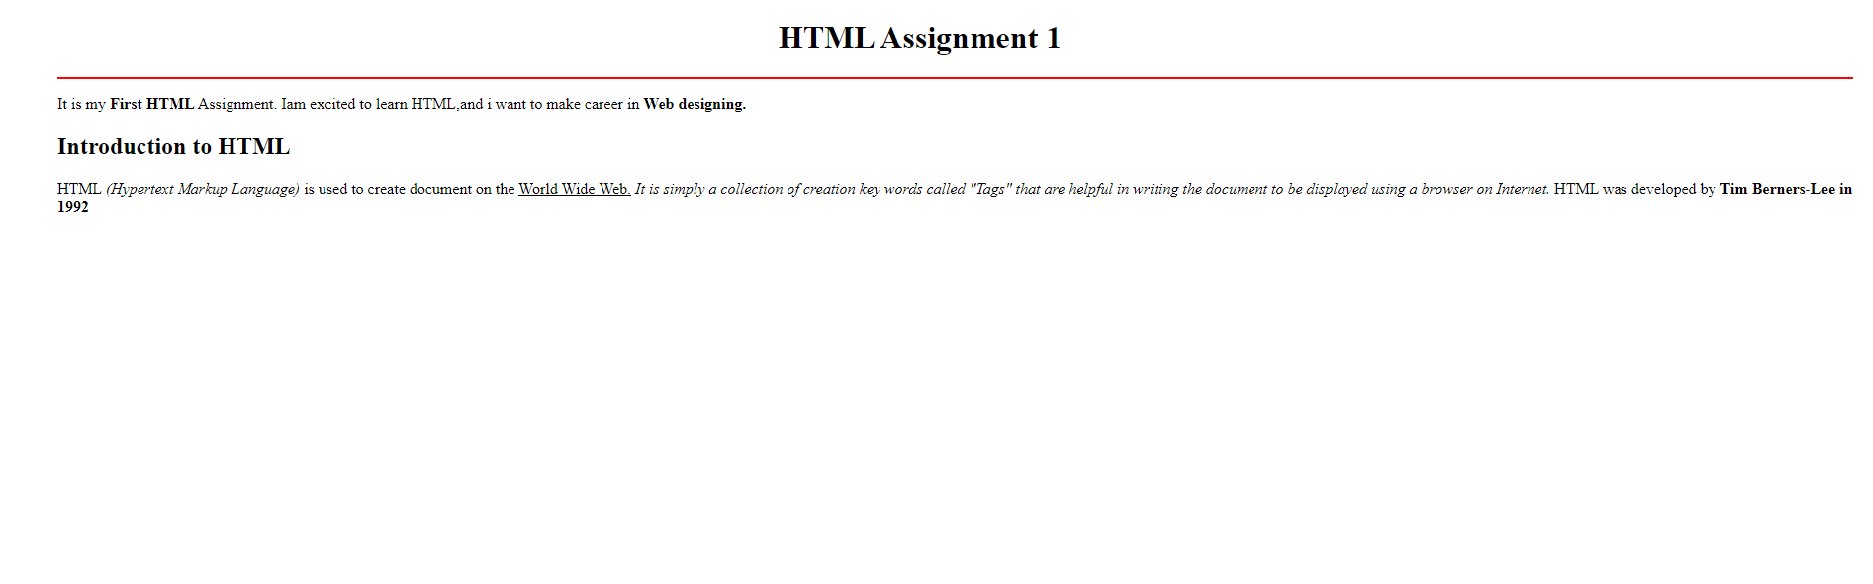 HTML Assignment 1
It is my First HTML Assignment. Iam excited to learn HTML,and i want to make career in Web designing.
Introduction to HTML
HTML (Hypertext Markup Language) is used to create document on the World Wide Web. It is simply a collection of creation key words called "Tags" that are helpful in writing the document to be displayed using a browser on Internet. HTML was developed by Tim Berners-Lee in
1992